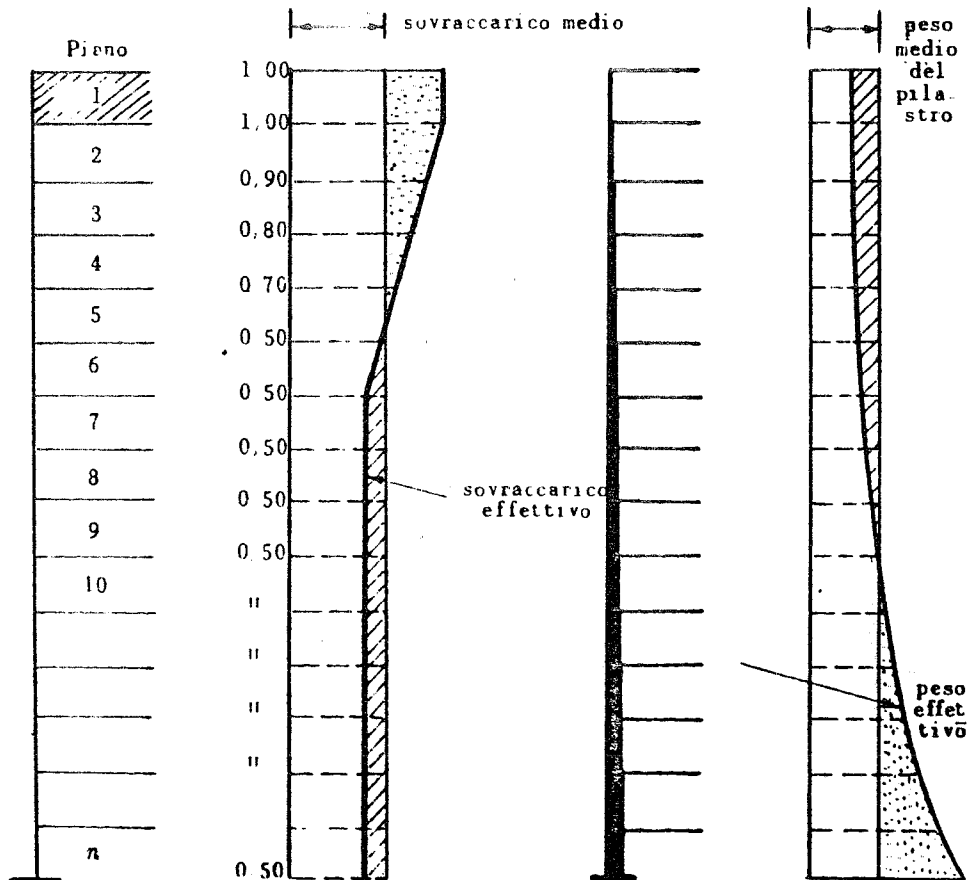 sovraccarico medio
peso
medio
del
pila-
stro
Piano
1
2
3
4
5
6
7
8
9
10
n
1 00
1,00
0,90
0,80
0 70
0 50
0 50
0,50
0 50
0 50
"
"
"
"
0 50
sovraccarico
effettivo
peso
effet
tivo